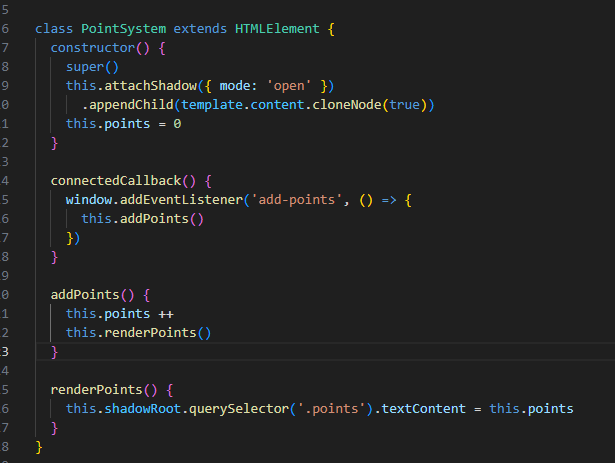 5
6 class PointSystem extends HTMLElement {
7 constructor() {
8 super()
9 this.attachShadow({ mode: 'open' })
0 .appendChild(template.content.cloneNode(true))
1 this.points = 0
2 }
3
4 connectedCallback() {
5 window.addEventListener('add-points', () => {
6 this.addPoints()
7 })
8 }
9
0 addPoints() {
1 this.points ++
2 this.renderPoints()
3 }
4
5 renderPoints() {
6 this.shadowRoot.querySelector('.points').textContent = this.points
7 }
8 }